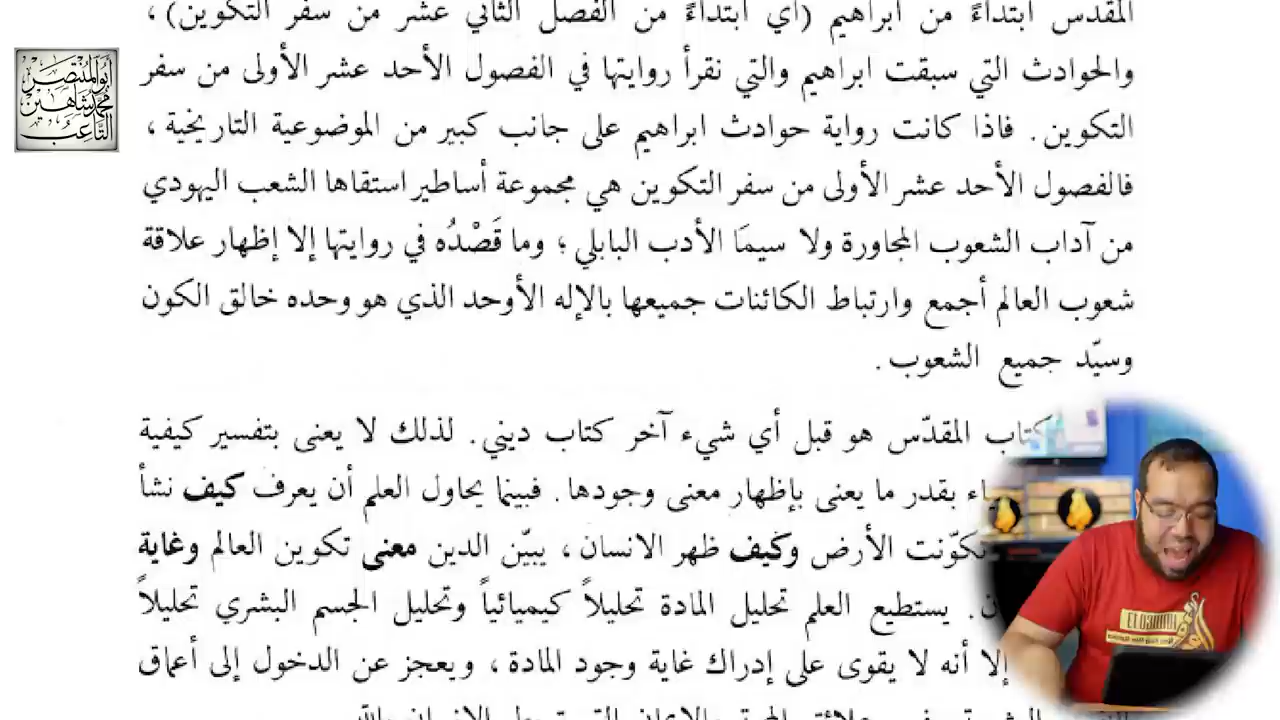 المقدس ابتداءً من ابراهيم (أي ابتداءً من الفصل الثاني عشر من سفر التكوين)،
والحوادث التي سبقت ابراهيم والتي نقرأ روايتها في الفصول الأحد عشر الأولى من سفر
التكوين. فاذا كانت رواية حوادث ابراهيم على جانب كبير من الموضوعية التاريخية،
فالفصول الأحد عشر الأولى من سفر التكوين هي مجموعة أساطير استقاها الشعب اليهودي
من آداب الشعوب المجاورة ولا سيمَا الأدب البابلي؛ وما قَصْدُه في روايتها إلا إظهار علاقة
شعوب العالم أجمع وارتباط الكائنات جميعها بالإله الأوحد الذي هو وحده خالق الكون
وسيّد جميع الشعوب.
كتاب المقدّس هو قبل أي شيء آخر كتاب ديني. لذلك لا يعنى بتفسير كيفية
بقدر ما يعنى بإظهار معنى وجودها. فبينما يحاول العلم أن يعرف كيف نشأ
تكوّنت الأرض وكيف ظهر الانسان، يبيّن الدين معنى تكوين العالم وغاية
يستطيع العلم تحليل المادة تحليلاً كيميائياً وتحليل الجسم البشري تحليلاً
إلا أنه لا يقوى على إدراك غاية وجود المادة، ويعجز عن الدخول إلى أعماق
أبو المنتصر
محمد شاهين
التاعب